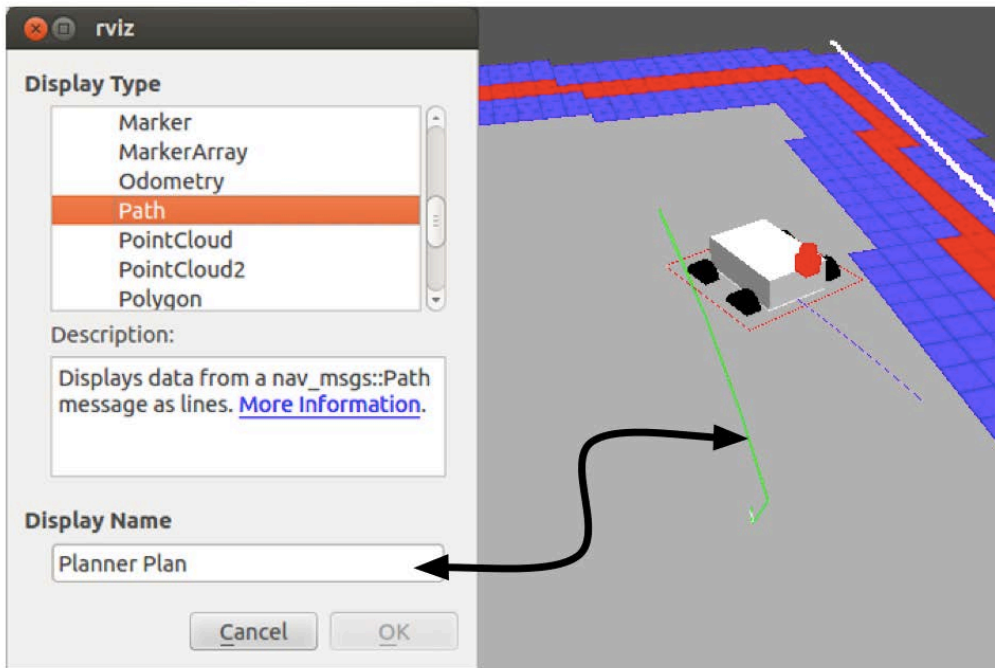 rviz
Display Type
Marker
MarkerArray
Odometry
Path
PointCloud
PointCloud2
Polygon
Description:
Displays data from a nav_msgs::Path
message as lines. More Information.
Display Name
Planner Plan
Cancel
OK